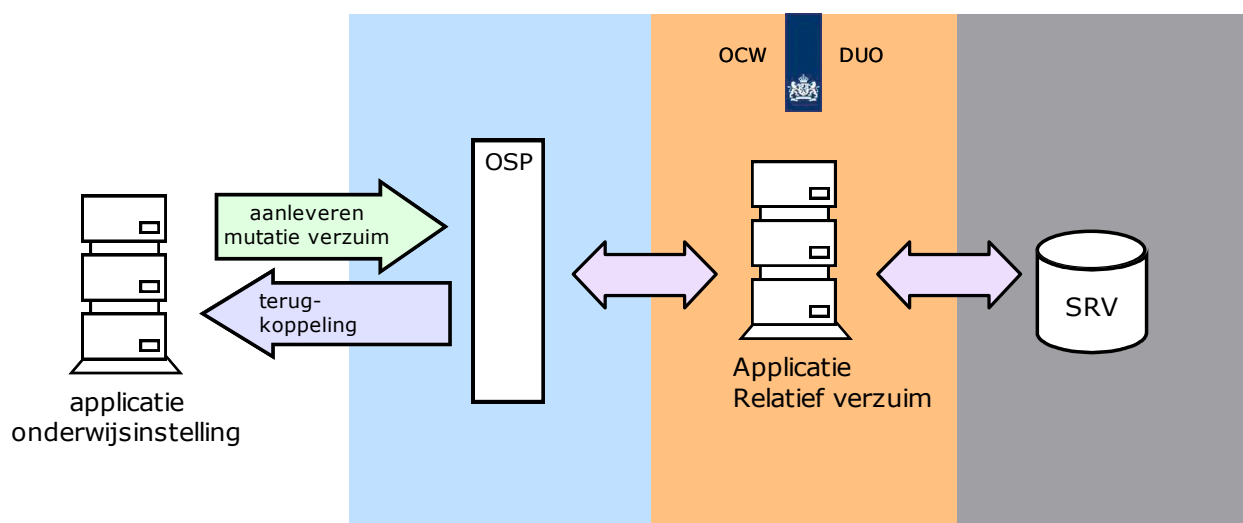 OCW DUO
OSP
aanleveren
mutatie verzuim
terug-
koppeling
SRV
Applicatie
Relatief verzuim
applicatie
onderwijsinstelling